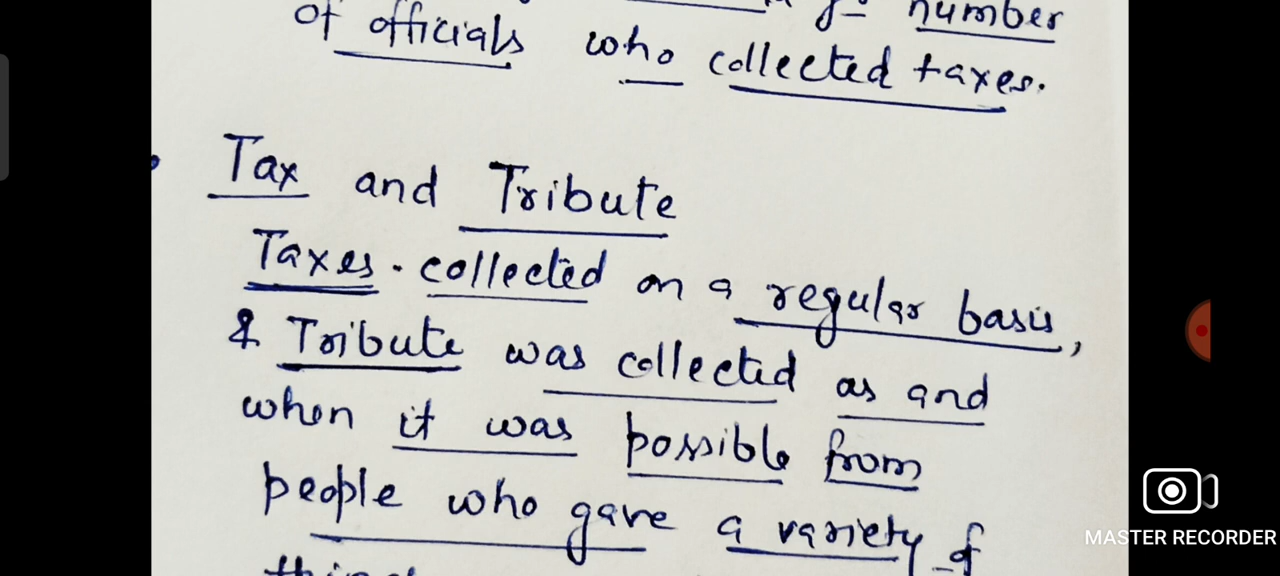 number
of officials who collected taxes.
Tax and Tribute
Taxes. collected on a regular basis,
& Tribute was collected as and
when it was possible from
people who gave a variety of
MASTER RECORDER